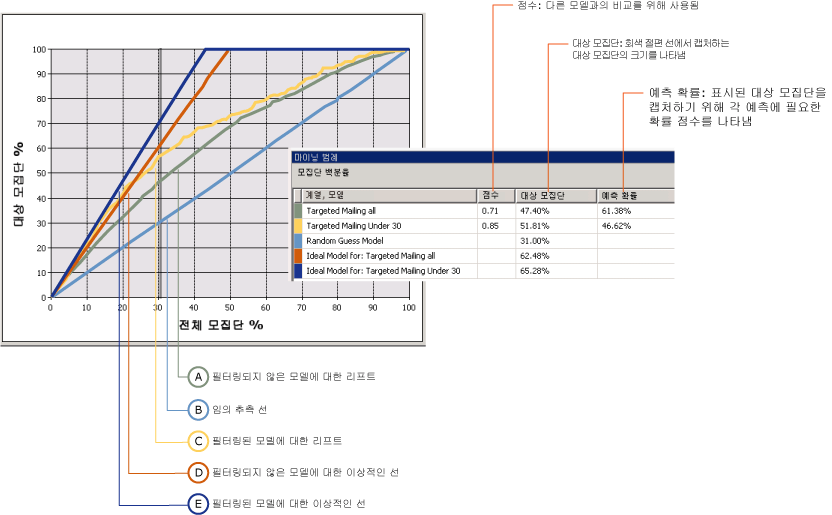 점수: 다른 모델과의 비교를 위해 사용됨
대상 모집단: 회색 절편 선에서 캡처하는
대상 모집단의 크기를 나타냄
예측 확률: 표시된 대상 모집단을
캡처하기 위해 각 예측에 필요한
확률 점수를 나타냄
대상 모집단 %
100
90
80
70
60
50
40
30
20
10
0
0 10 20 30 40 50 60 70 80 90 100
전체 모집단 %
마이닝 범례
모집단 백분율
계열, 모델 점수 대상 모집단 예측 확률
Targeted Mailing all 0.71 47.40% 61.38%
Targeted Mailing Under 30 0.85 51.81% 46.62%
Random Guess Model 31.00%
Ideal Model for: Targeted Mailing all 62.48%
Ideal Model for: Targeted Mailing Under 30 65.28%
A 필터링되지 않은 모델에 대한 리프트
B 임의 추측 선
C 필터링된 모델에 대한 리프트
D 필터링되지 않은 모델에 대한 이상적인 선
E 필터링된 모델에 대한 이상적인 선